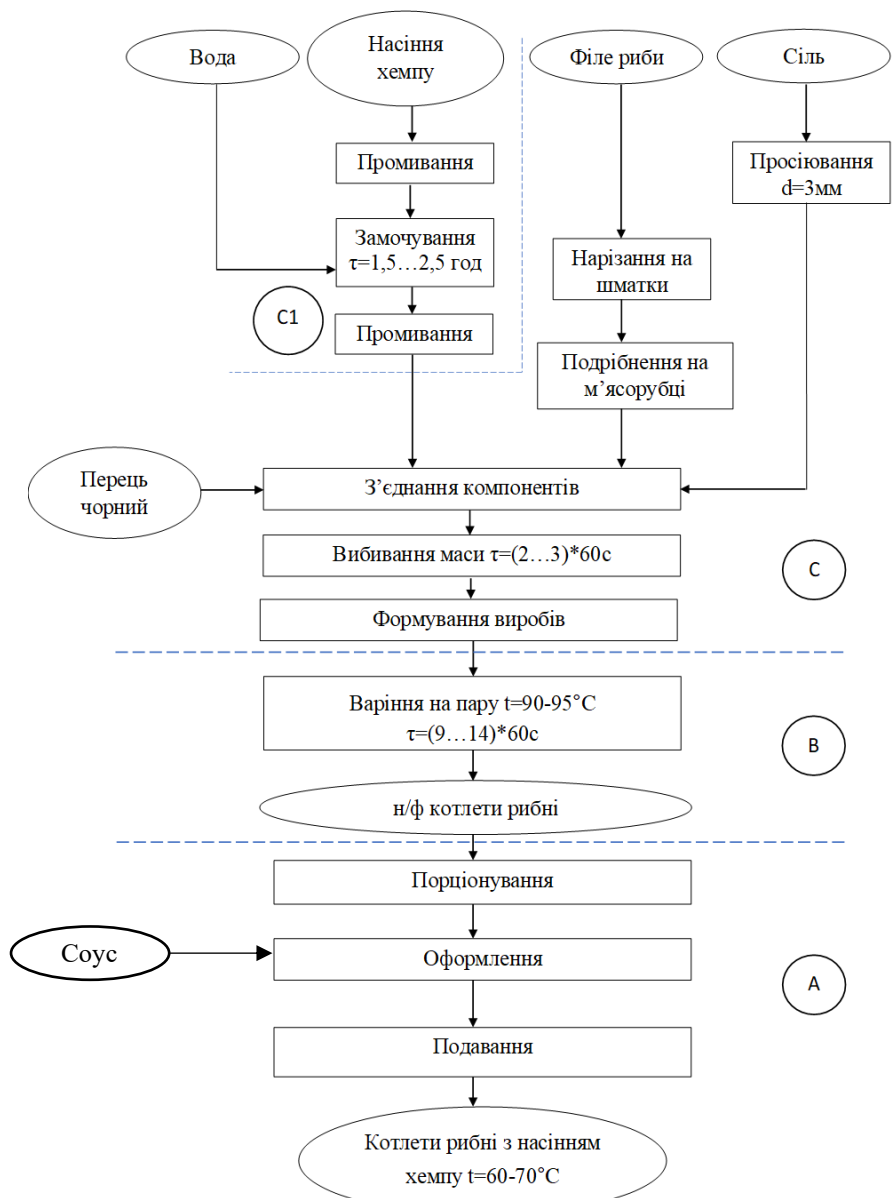 Вода
Насіння
хемпу
Філе риби
Сіль
Промивання
Просіювання
d=3мм
Замочування
τ=1,5…2,5 год
Нарізання на
шматки
С1
Промивання
Подрібнення на
м’ясорубці
Перець
чорний
З’єднання компонентів
Вибивання маси τ=(2…3)*60с
С
Формування виробів
Варіння на пару t=90-95°С
τ=(9…14)*60с
В
н/ф котлети рибні
Порціонування
Соус
Оформлення
А
Подавання
Котлети рибні з насінням
хемпу t=60-70°С